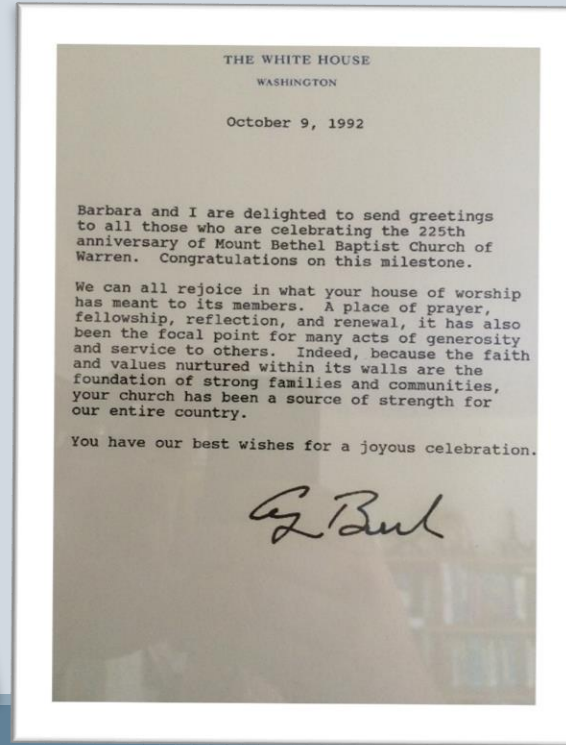 THE WHITE HOUSE
WASHINGTON
October 9, 1992
Barbara and I are delighted to send greetings
to all those who are celebrating the 225th
anniversary of Mount Bethel Baptist Church of
Warren. Congratulations on this milestone.
We can all rejoice in what your house of worship
has meant to its members. A place of prayer,
fellowship, reflection, and renewal, it has also
been the focal point for many acts of generosity
and service to others. Indeed, because the faith
and values nurtured within its walls are the
foundation of strong families and communities,
your church has been a source of strength for
our entire country.
You have our best wishes for a joyous celebration.
G Bush